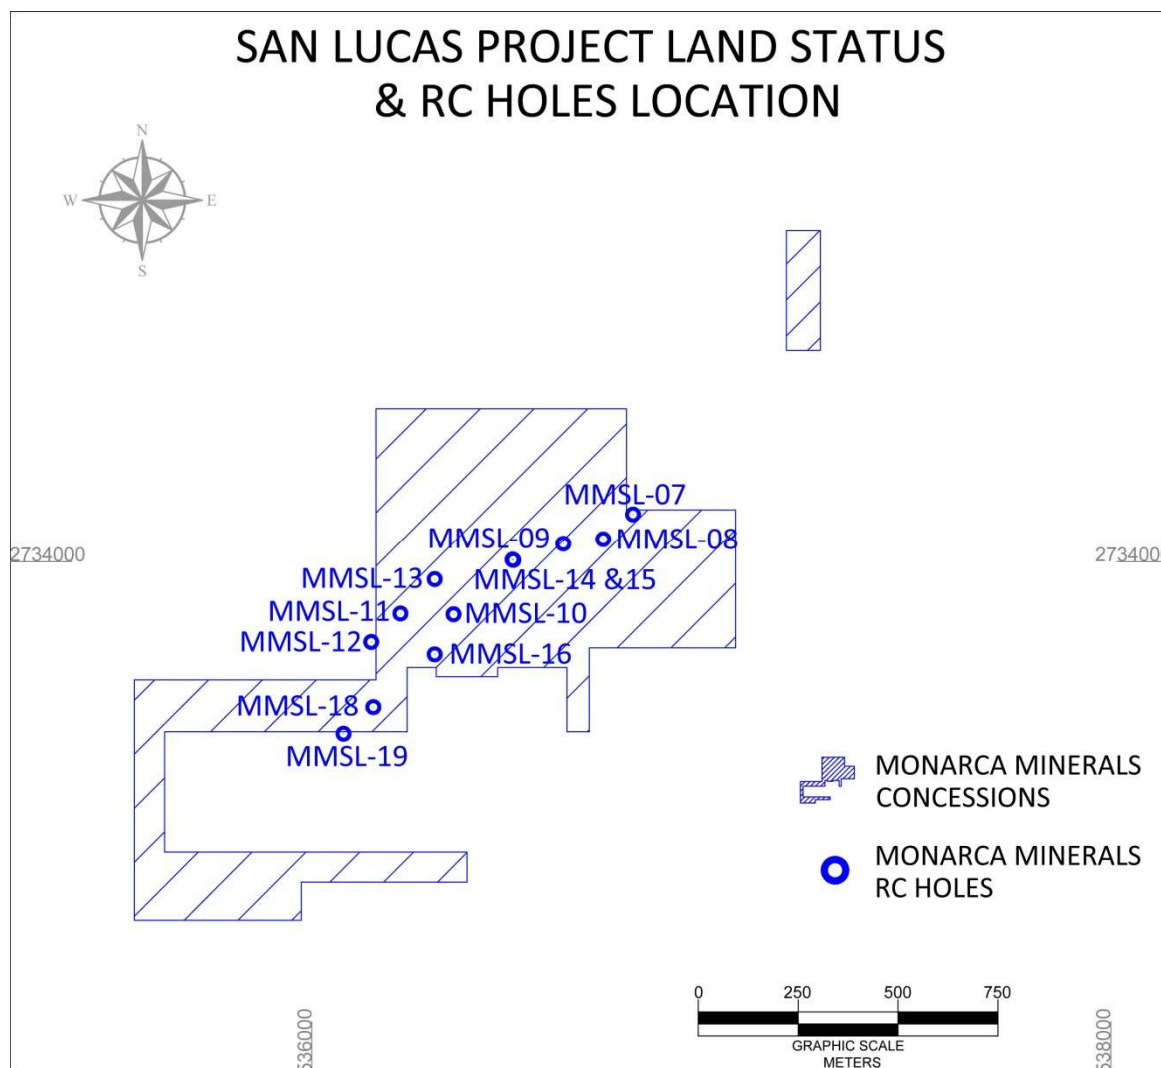 SAN LUCAS PROJECT LAND STATUS
& RC HOLES LOCATION
N
W
E
S
MMSL-07
MMSL-09
MMSL-08
2734000
273400
MMSL-14 &15
MMSL-13
MMSL-11
MMSL-10
MMSL-12
MMSL-16
MMSL-18
MMSL-19
MONARCA MINERALS
CONCESSIONS
MONARCA MINERALS
RC HOLES
0 250 500 750
GRAPHIC SCALE
METERS
536000
538000